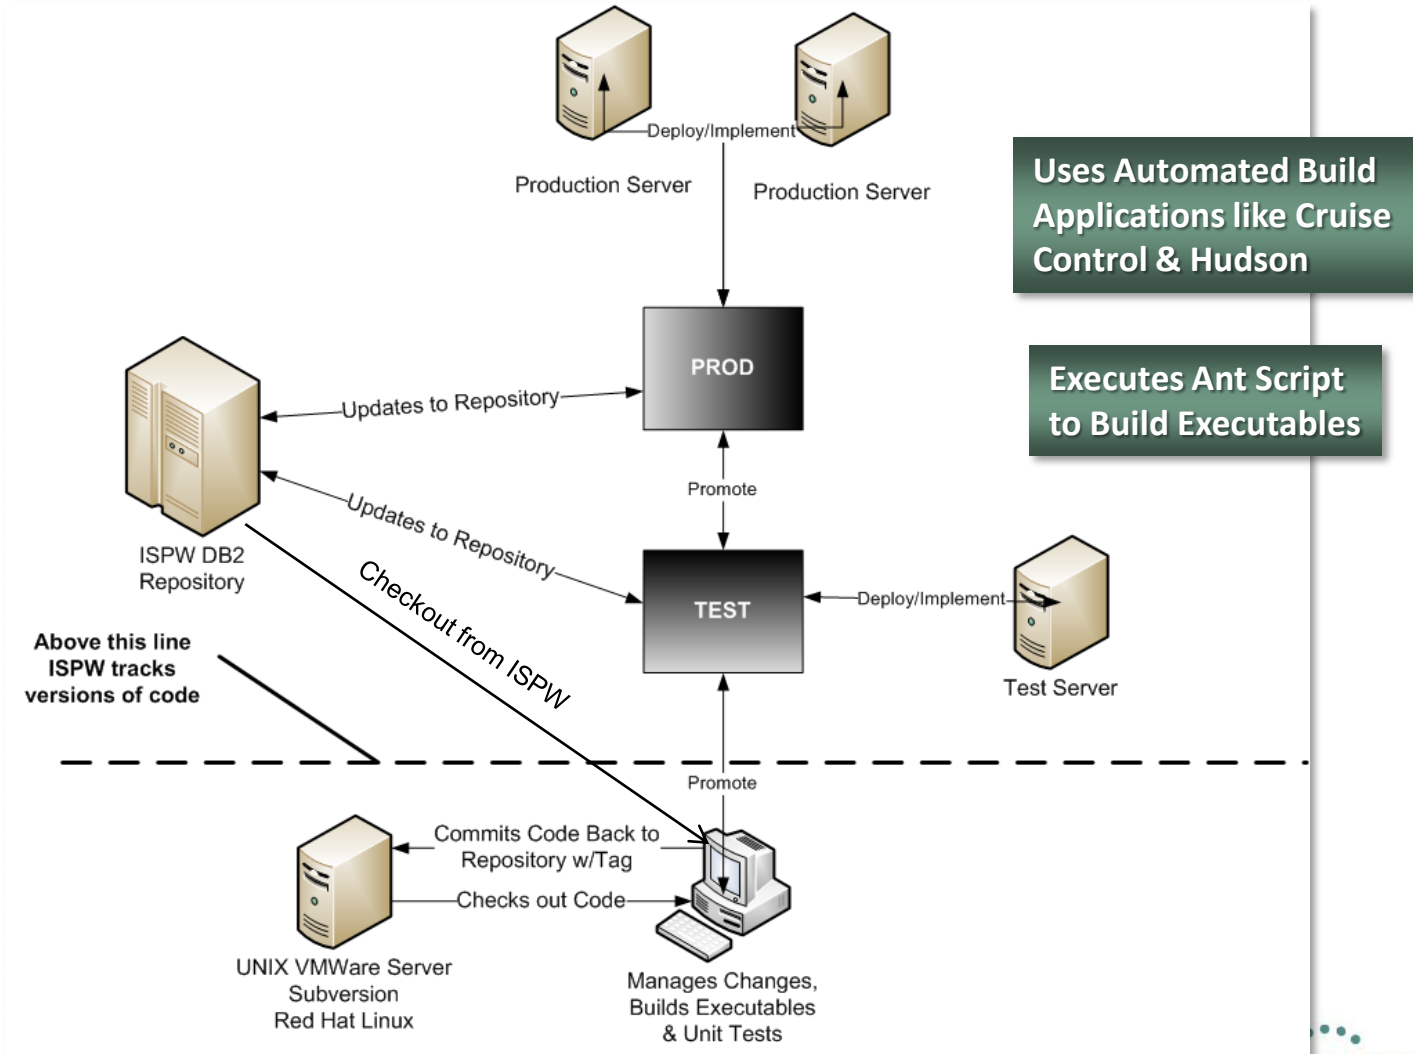 Deploy/Implement
Production Server
Production Server
Uses Automated Build
Applications like Cruise
Control & Hudson
PROD
Executes Ant Script
to Build Executables
Updates to Repository
Promote
Updates to Repository
ISPW DB2
Repository
Checkout from ISPW
TEST
Deploy/Implement
Test Server
Above this line
ISPW tracks
versions of code
Promote
Commits Code Back to
Repository w/Tag
Checks out Code
UNIX VMWare Server
Subversion
Red Hat Linux
Manages Changes,
Builds Executables
& Unit Tests